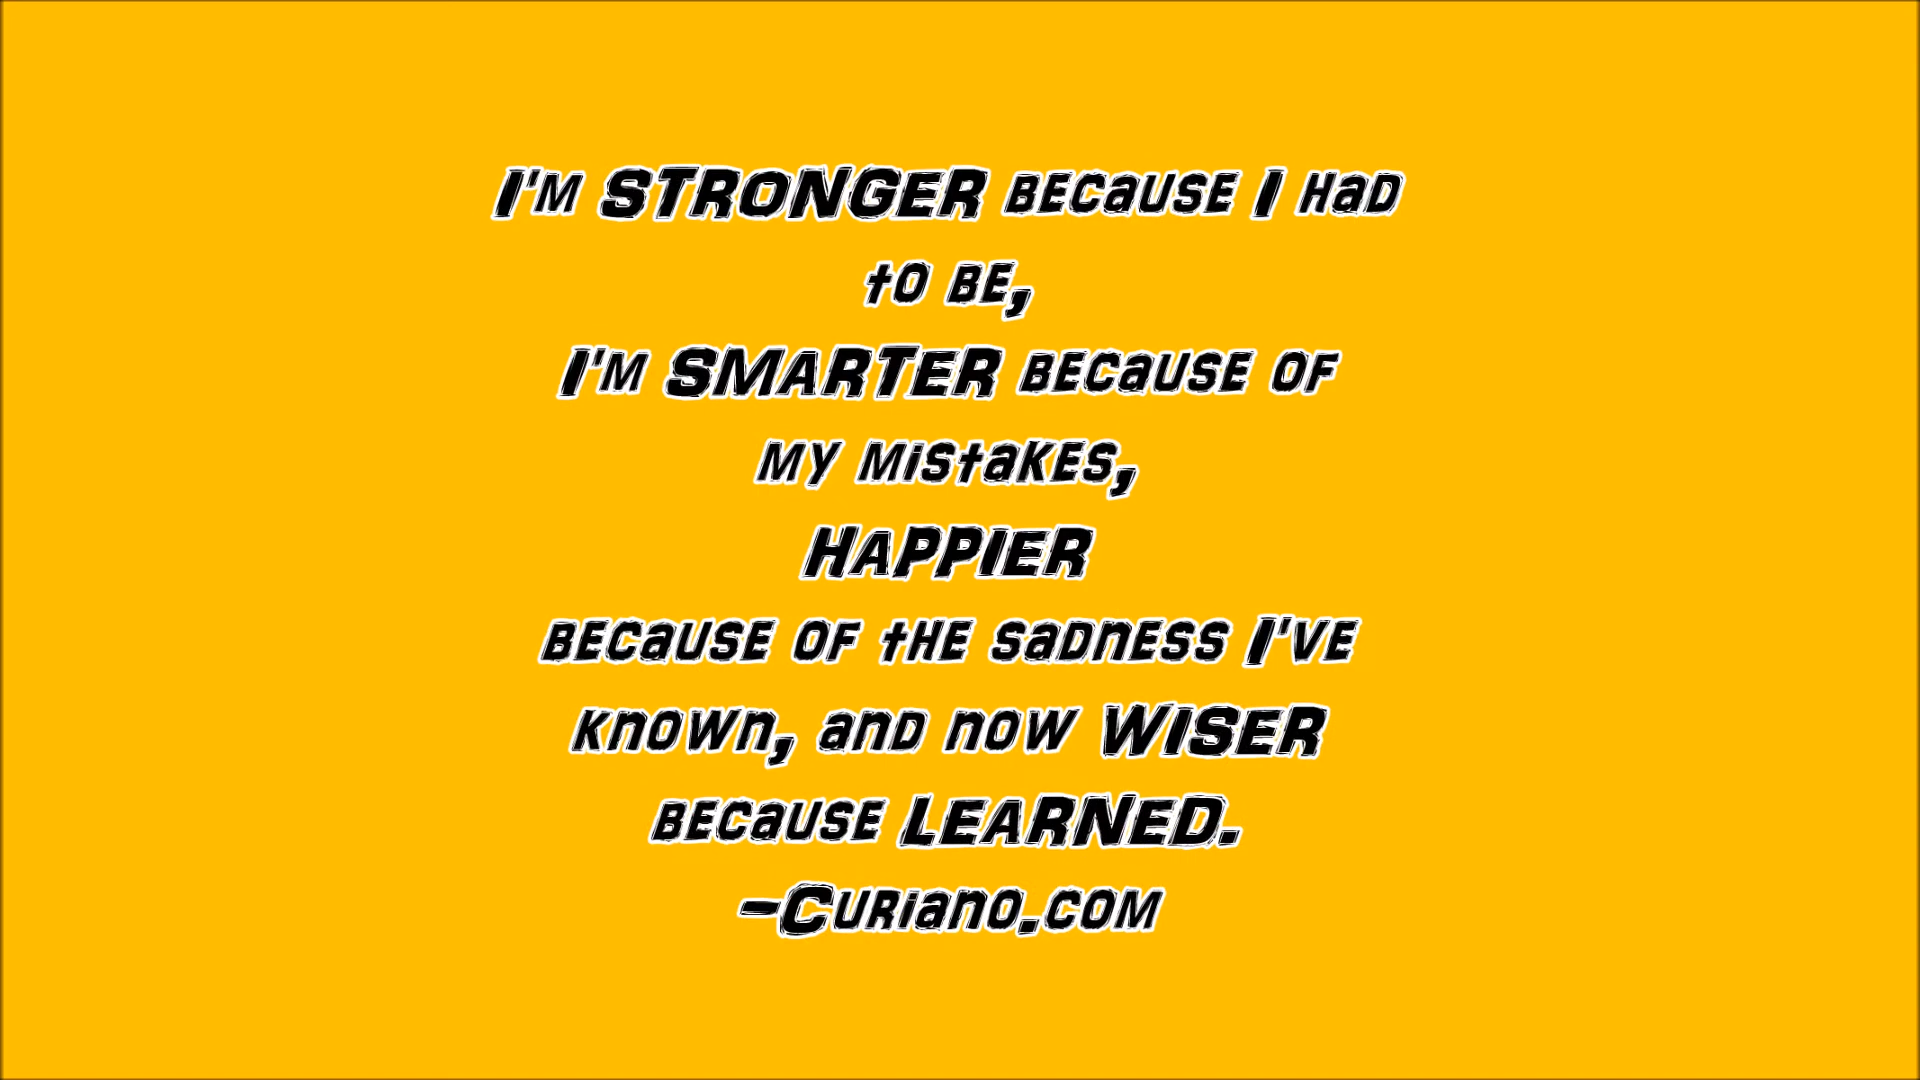 I'm STRONGER because I had
to be,
I'm SMARTER because of
my mistakes,
HAPPIER
because of the sadness I've
known, and now WISER
because LEARNED.
-Curiano.com